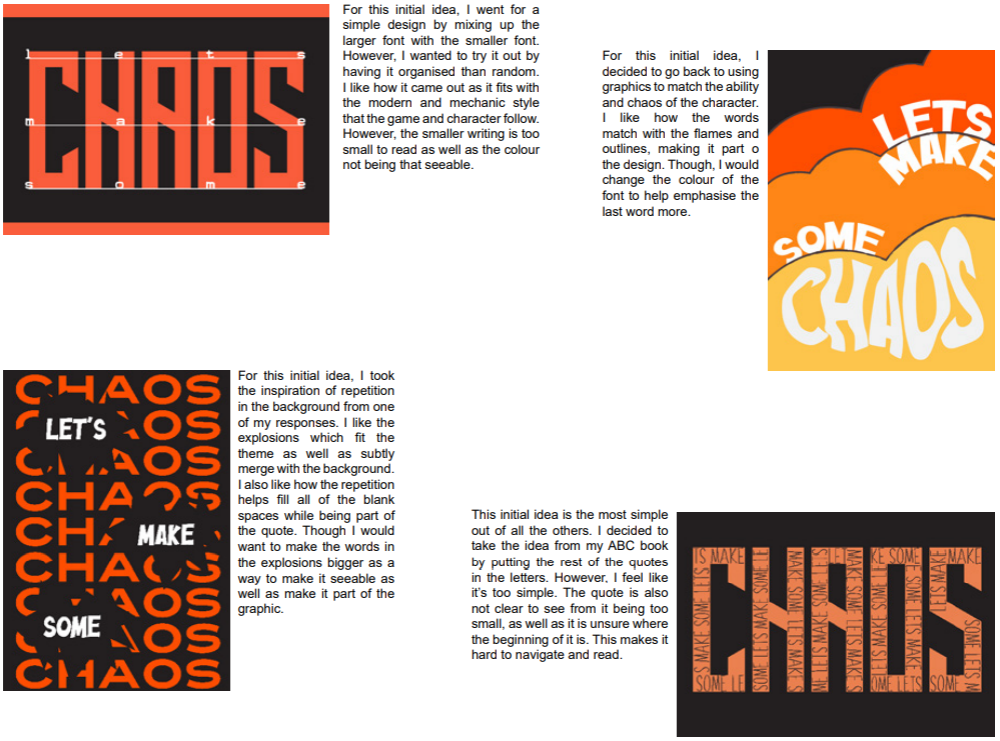 For this initial idea, I went for a
simple design by mixing up the
larger font with the smaller font.
However, I wanted to try it out by
having it organised than random.
I like how it came out as it fits with
the modern and mechanic style
that the game and character follow.
However, the smaller writing is too
small to read as well as the colour
not being that seeable.
lets
CHAOS
make
some
For this initial idea, I
decided to go back to using
graphics to match the ability
and chaos of the character.
I like how the words
match with the flames and
outlines, making it part o
the design. Though, I would
change the colour of the
font to help emphasise the
last word more.
LETS
MAKE
SOME
CHAOS
CHAOS
LET'S
CHAOS
MAKE
SOME
CHAOS
For this initial idea, I took
the inspiration of repetition
in the background from one
of my responses. I like the
explosions which fit the
theme as well as subtly
merge with the background.
I also like how the repetition
helps fill all of the blank
spaces while being part of
the quote. Though I would
want to make the words in
the explosions bigger as a
way to make it seeable as
well as make it part of the
graphic.
This initial idea is the most simple
out of all the others. I decided to
take the idea from my ABC book
by putting the rest of the quotes
in the letters. However, I feel like
it's too simple. The quote is also
not clear to see from it being too
small, as well as it is unsure where
the beginning of it is. This makes it
hard to navigate and read.
CHAOS